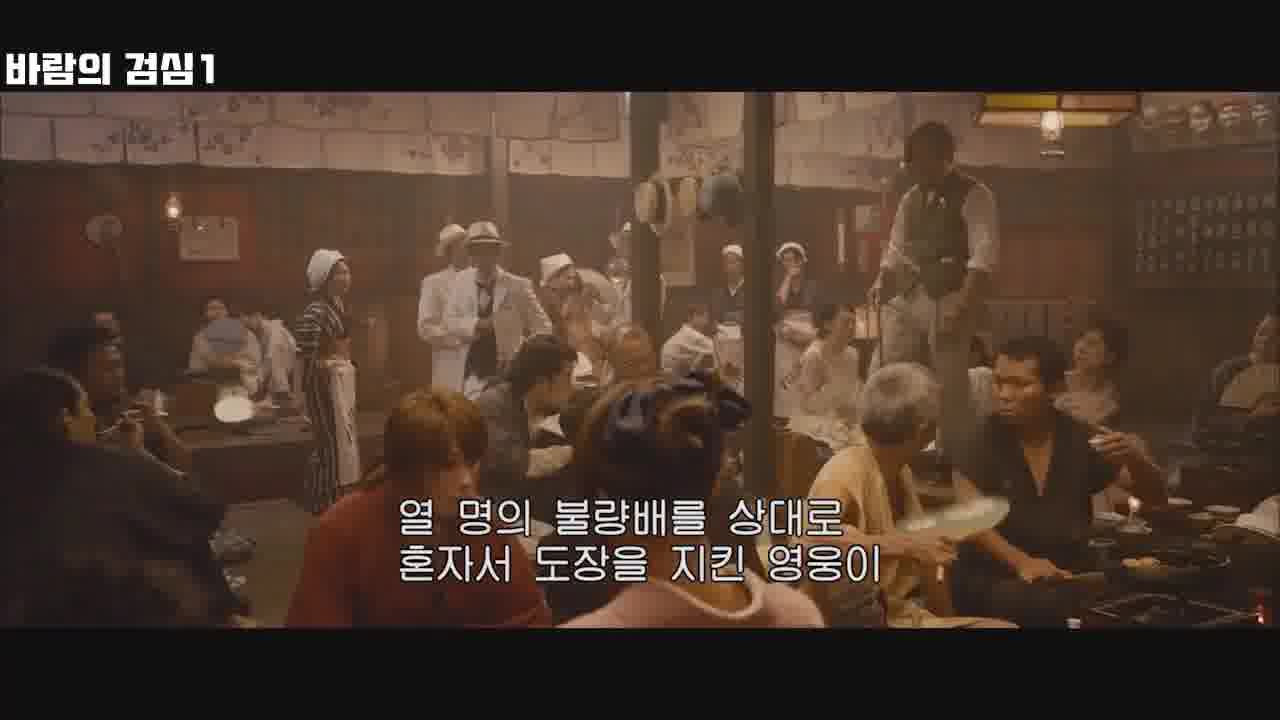 바람의 검심1
열 명의 불량배를 상대로
혼자서 도장을 지킨 영웅이